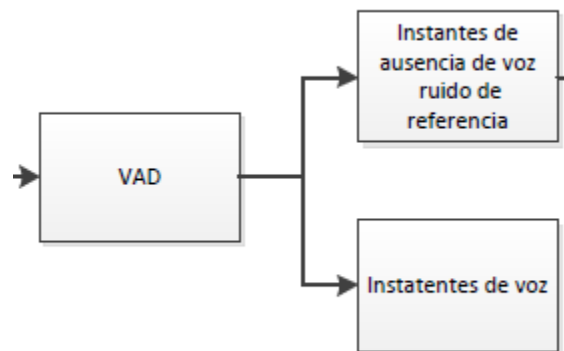 Instantes de
ausencia de voz
ruido de
referencia
VAD
Instatentes de voz